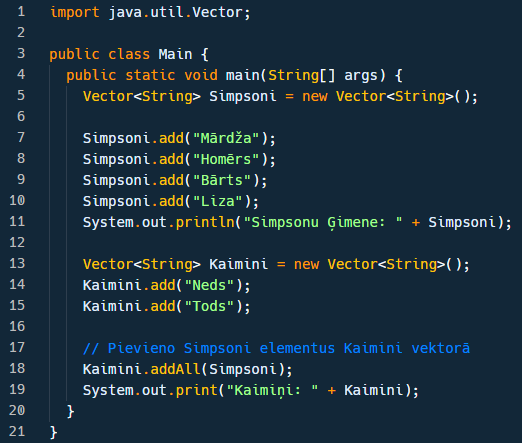 1 import java.util.Vector;
2
3 public class Main {
4 public static void main(String[] args) {
5 Vector<String> Simpsoni = new Vector<String>();
6
7 Simpsoni.add("Mārdža");
8 Simpsoni.add("Homērs");
9 Simpsoni.add("Bārts");
10 Simpsoni.add("Liza");
11 System.out.println("Simpsonu Ģimene: " + Simpsoni);
12
13 Vector<String> Kaimini = new Vector<String>();
14 Kaimini.add("Neds");
15 Kaimini.add("Tods");
16
17 // Pievieno Simpsoni elementus Kaimini vektorā
18 Kaimini.addAll(Simpsoni);
19 System.out.print("Kaimiņi: " + Kaimini);
20 }
21 }